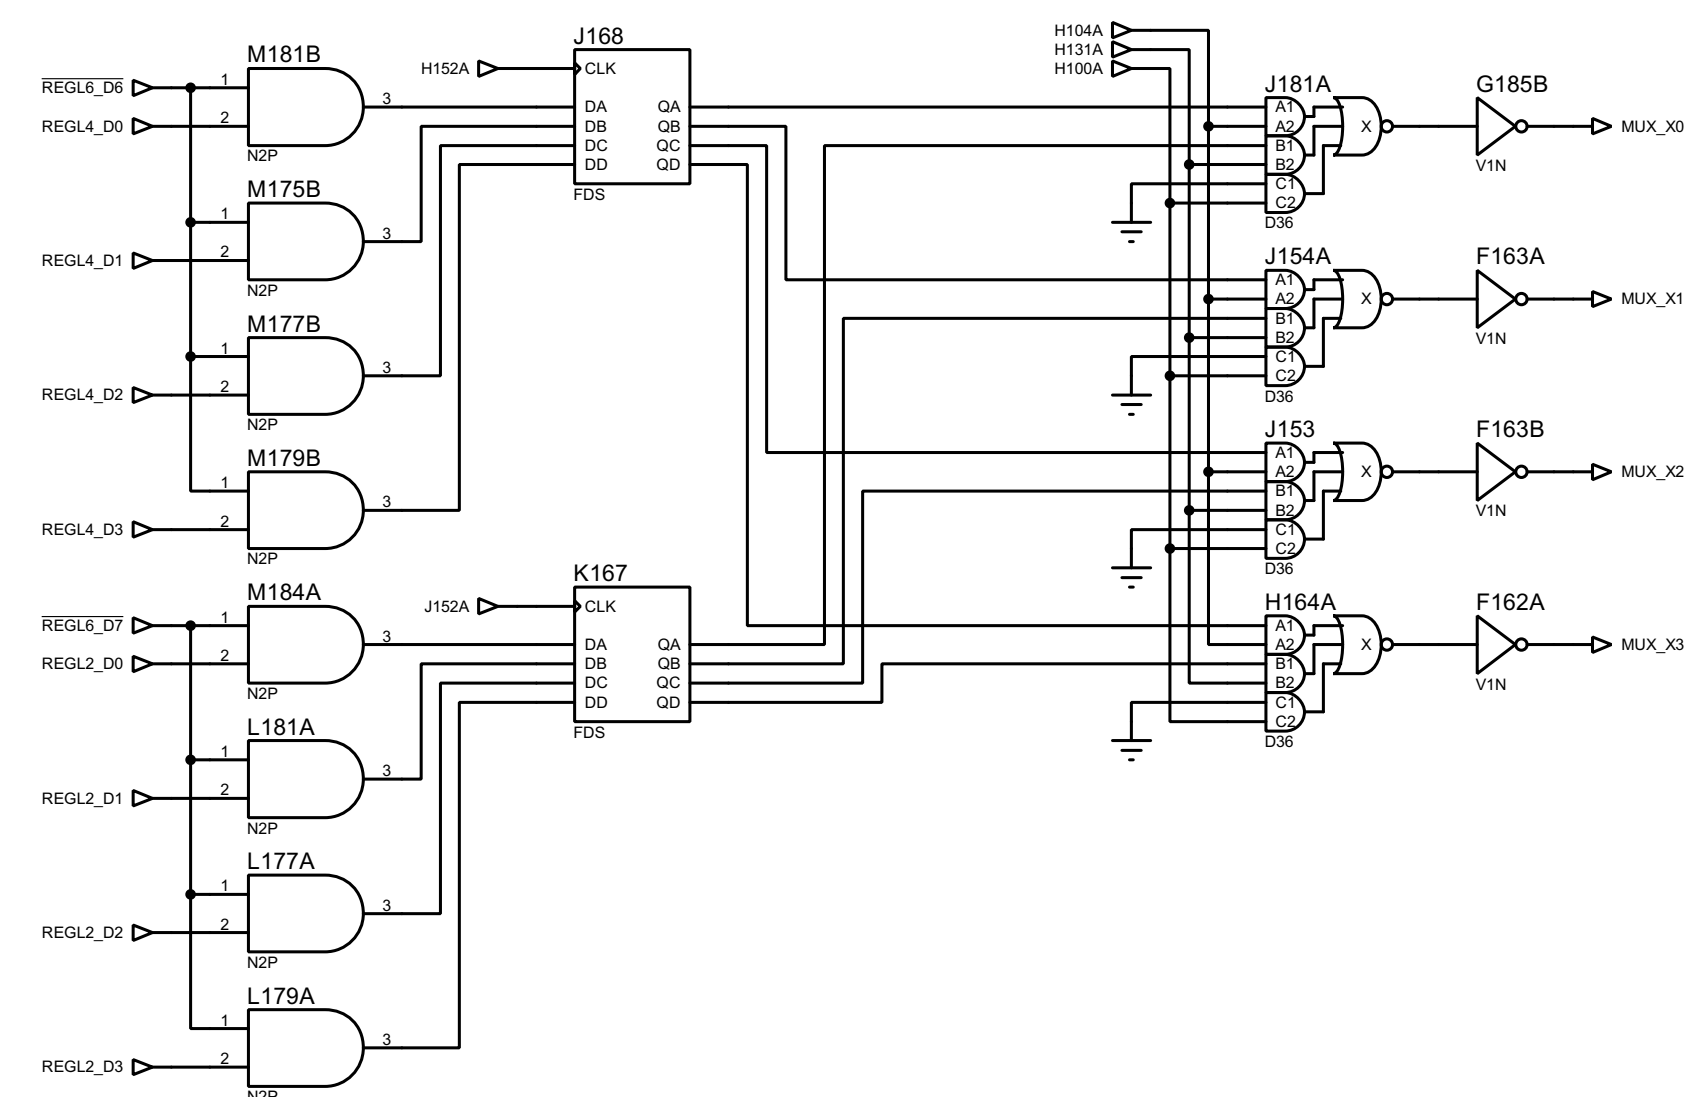 H104A
H131A
H100A
J168
M181B
H152A
CLK
REGL6_D6
1
3
DA
QA
REGL4_D0
2
DB
QB
DC
QC
DD
QD
N2P
FDS
J181A
A1
A2
B1
B2
C1
C2
X
D36
G185B
V1N
MUX_X0
M175B
1
3
REGL4_D1
2
N2P
J154A
A1
A2
B1
B2
C1
C2
X
D36
F163A
V1N
MUX_X1
M177B
1
3
REGL4_D2
2
N2P
J153
A1
A2
B1
B2
C1
C2
X
D36
F163B
V1N
MUX_X2
M179B
1
3
REGL4_D3
2
N2P
K167
J152A
CLK
M184A
REGL6_D7
1
3
DA
QA
REGL2_D0
2
DB
QB
DC
QC
DD
QD
N2P
FDS
H164A
A1
A2
B1
B2
C1
C2
X
D36
F162A
V1N
MUX_X3
L181A
1
3
REGL2_D1
2
N2P
L177A
1
3
REGL2_D2
2
N2P
L179A
1
3
REGL2_D3
2
N2P